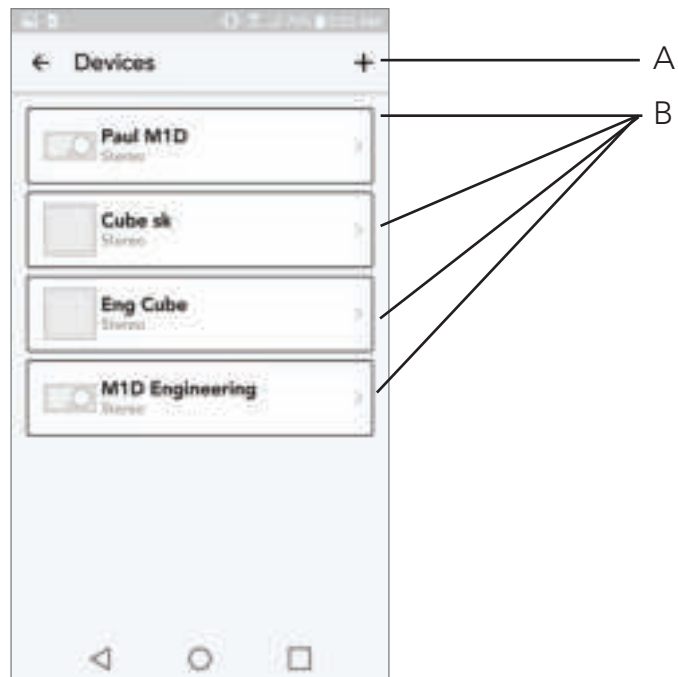 Devices
A
B
Paul M1D
Stereo
Cube sk
Stereo
Eng Cube
Stereo
M1D Engineering
Stereo